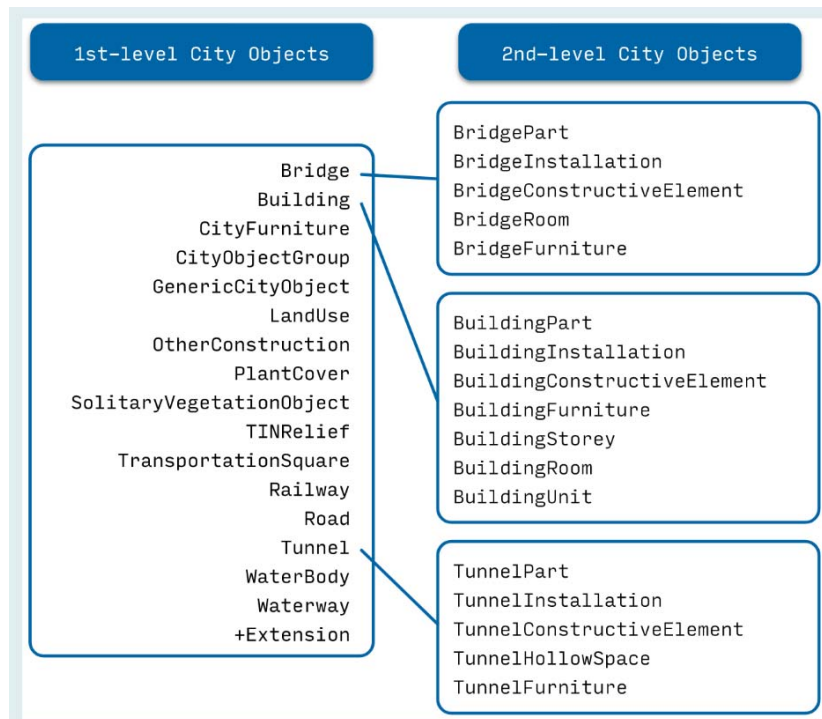 1st-level City Objects
2nd-level City Objects
Bridge
Building
CityFurniture
CityObjectGroup
GenericCityObject
LandUse
OtherConstruction
PlantCover
SolitaryVegetationObject
TINRelief
TransportationSquare
Railway
Road
Tunnel
WaterBody
Waterway
+Extension
BridgePart
BridgeInstallation
BridgeConstructiveElement
BridgeRoom
BridgeFurniture
BuildingPart
BuildingInstallation
BuildingConstructiveElement
BuildingFurniture
BuildingStorey
BuildingRoom
BuildingUnit
TunnelPart
TunnelInstallation
TunnelConstructiveElement
TunnelHollowSpace
TunnelFurniture